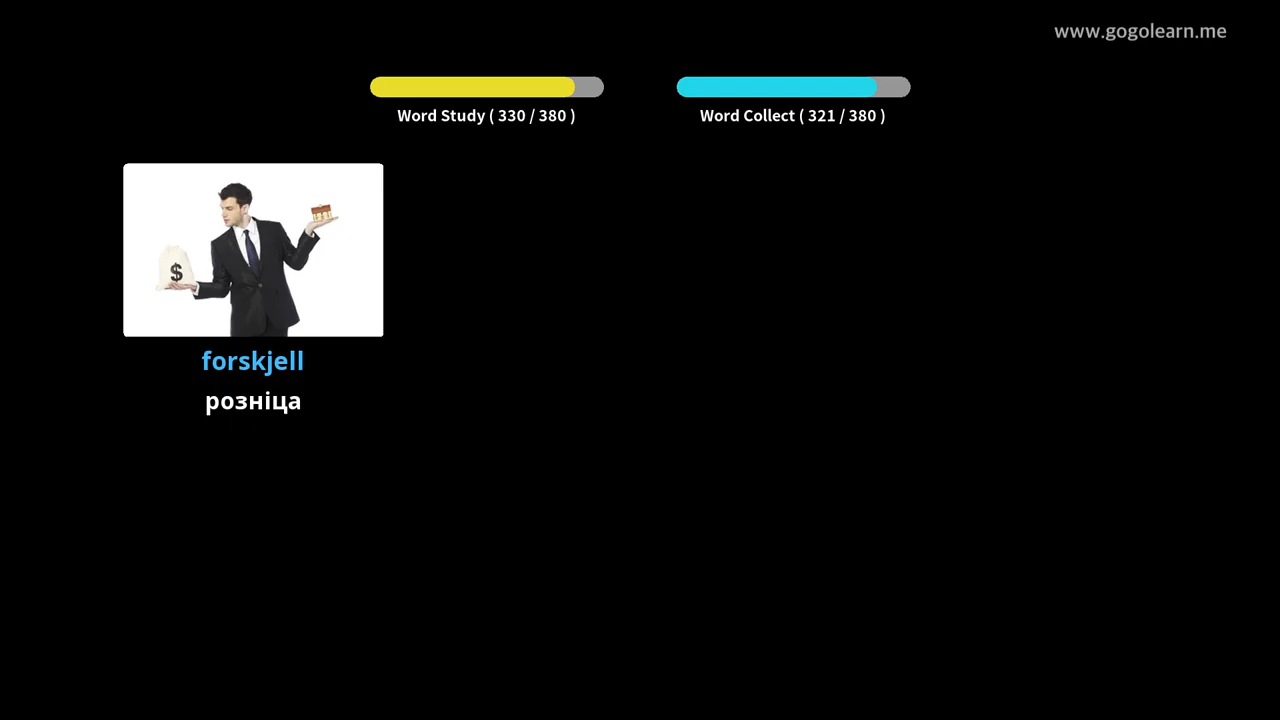 www.gogolearn.me
Word Study ( 330 / 380 )
Word Collect ( 321 / 380 )
$
forskjell
розніца